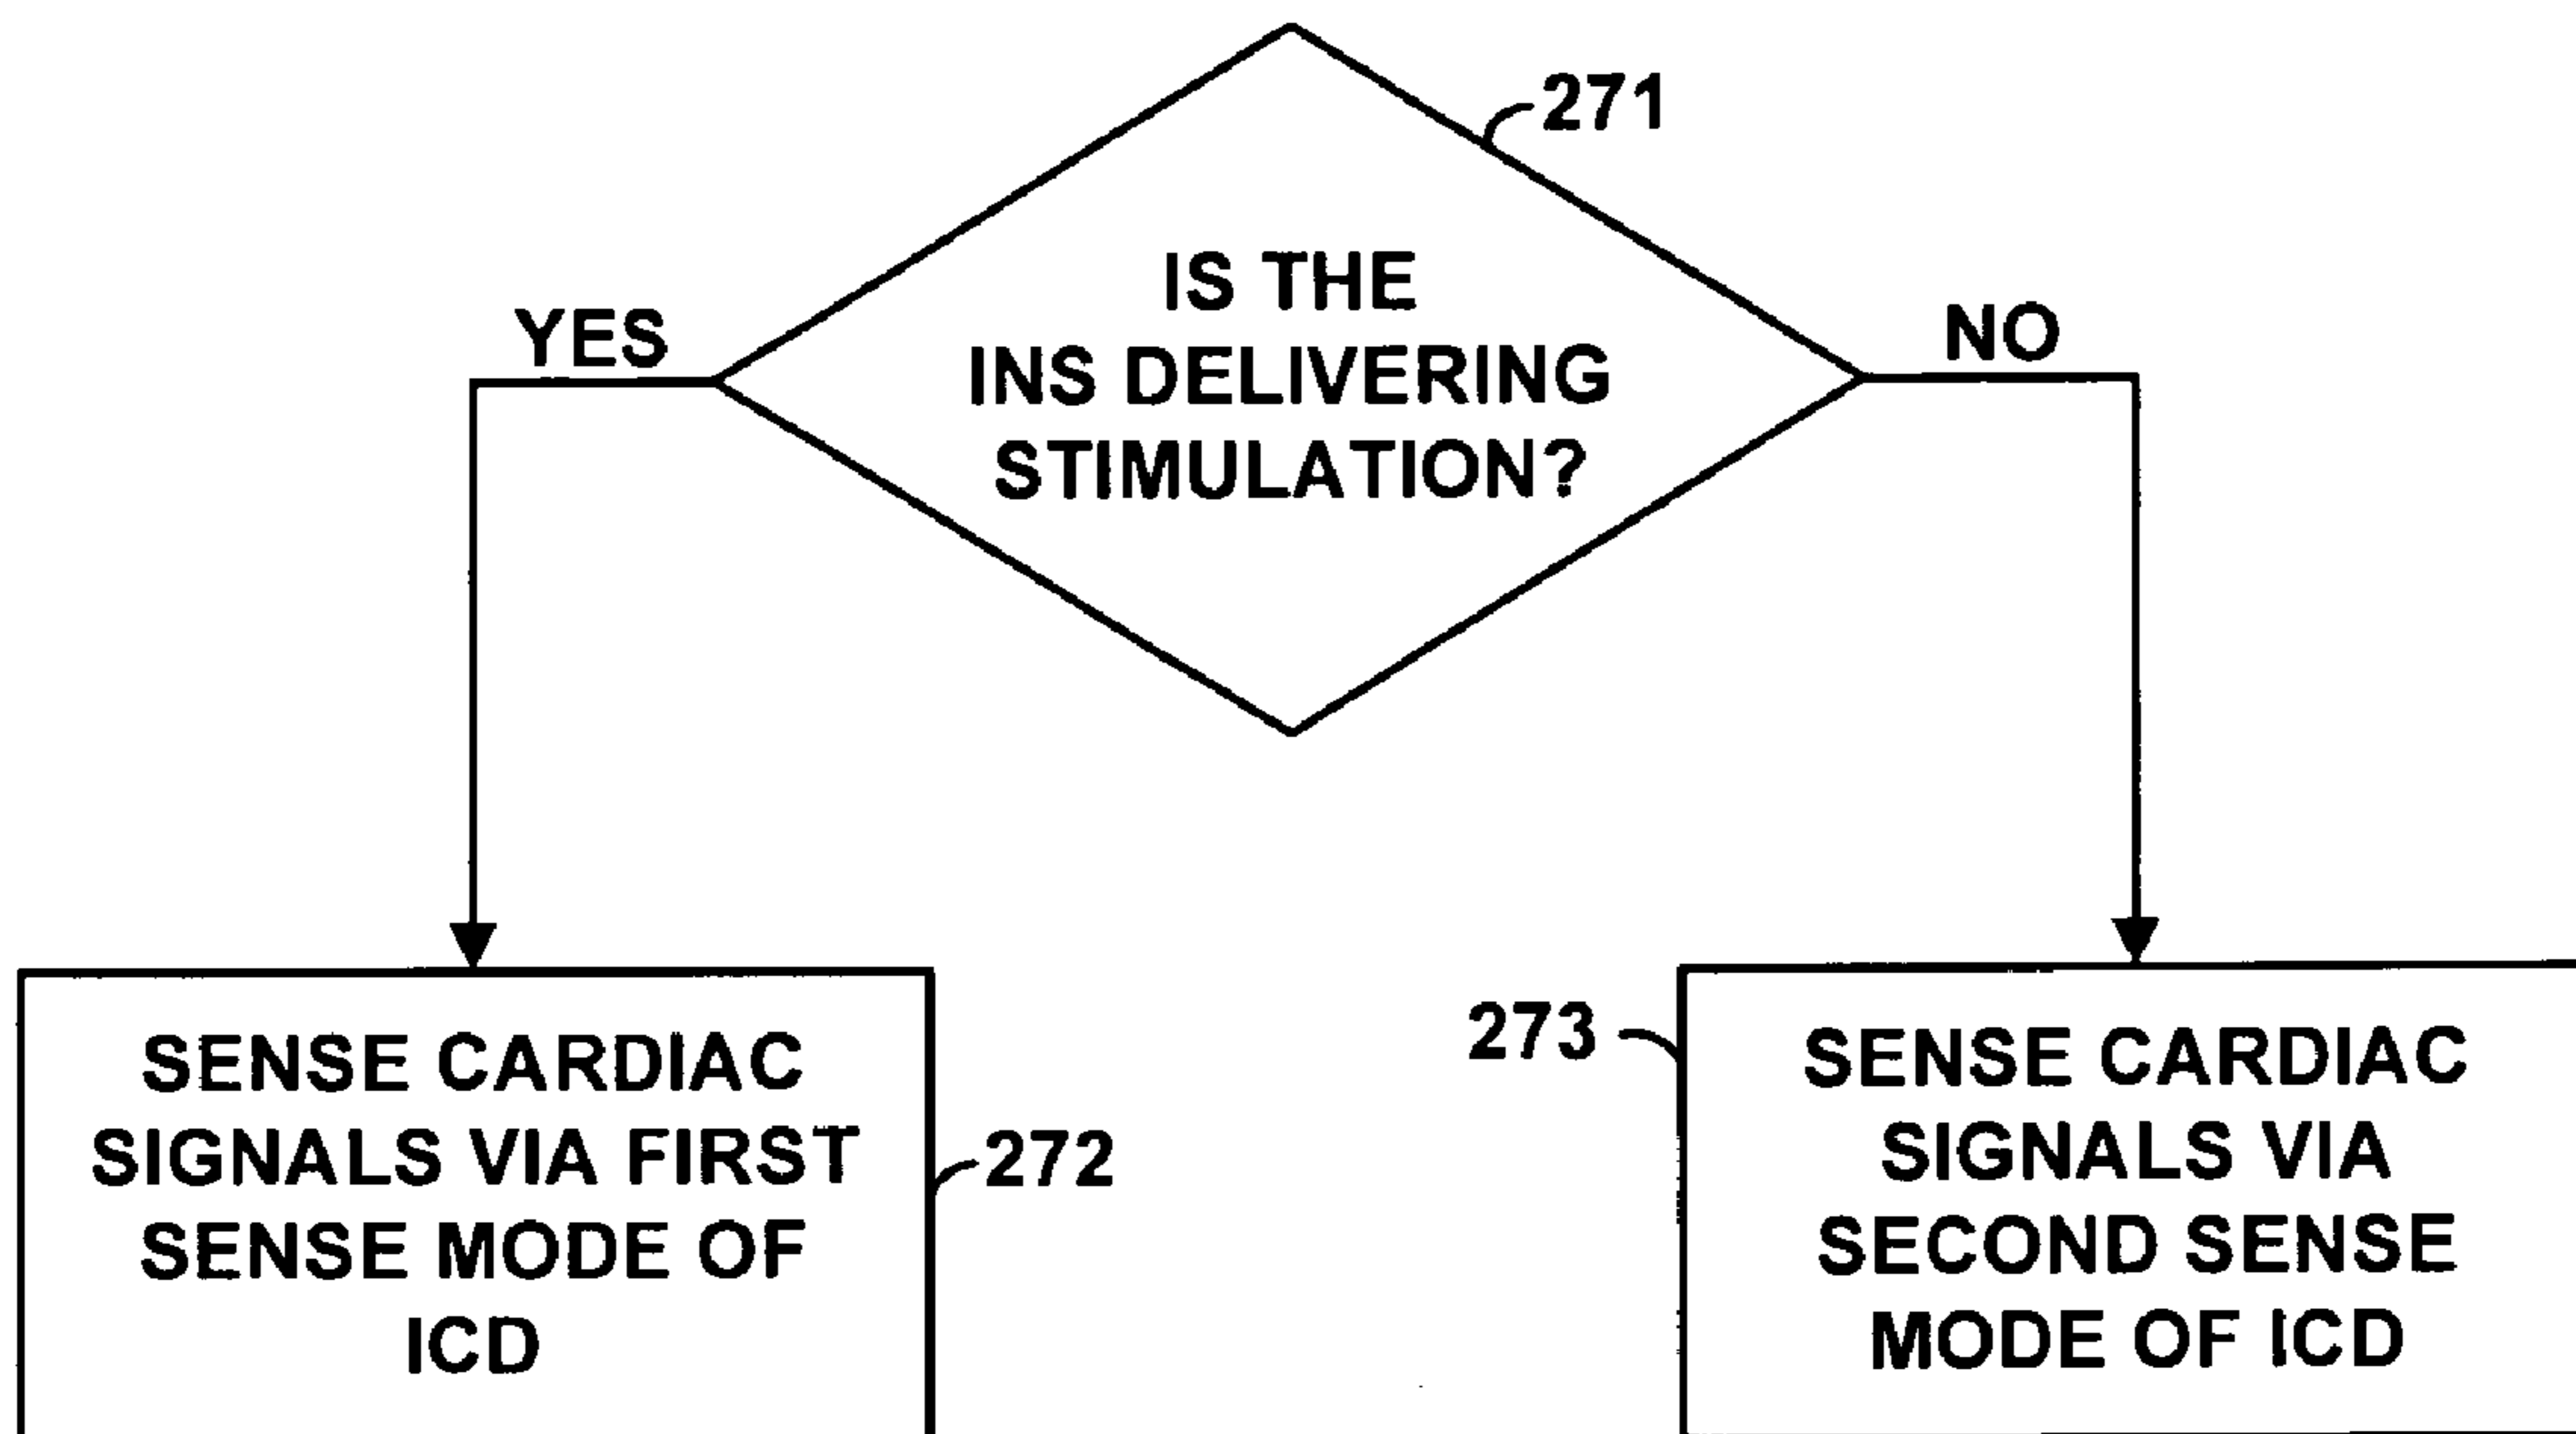 271
IS THE
INS DELIVERING
STIMULATION?
YES
NO
SENSE CARDIAC
SIGNALS VIA FIRST
SENSE MODE OF
ICD
272
273
SENSE CARDIAC
SIGNALS VIA
SECOND SENSE
MODE OF ICD